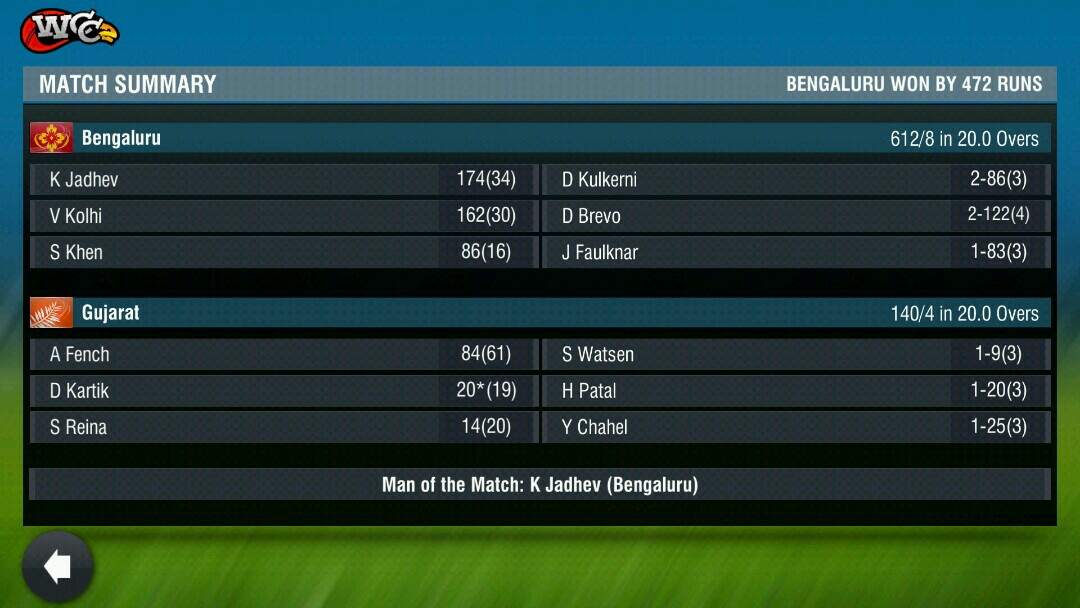 WCC
MATCH SUMMARY BENGALURU WON BY 472 RUNS
Bengaluru 612/8 in 20.0 Overs
K Jadhev 174(34) D Kulkerni 2-86(3)
V Kolhi 162(30) D Brevo 2-122(4)
S Khen 86(16) J Faulknar 1-83(3)
Gujarat 140/4 in 20.0 Overs
A Fench 84(61) S Watsen 1-9(3)
D Kartik 20*(19) H Patal 1-20(3)
S Reina 14(20) Y Chahel 1-25(3)
Man of the Match: K Jadhev (Bengaluru)